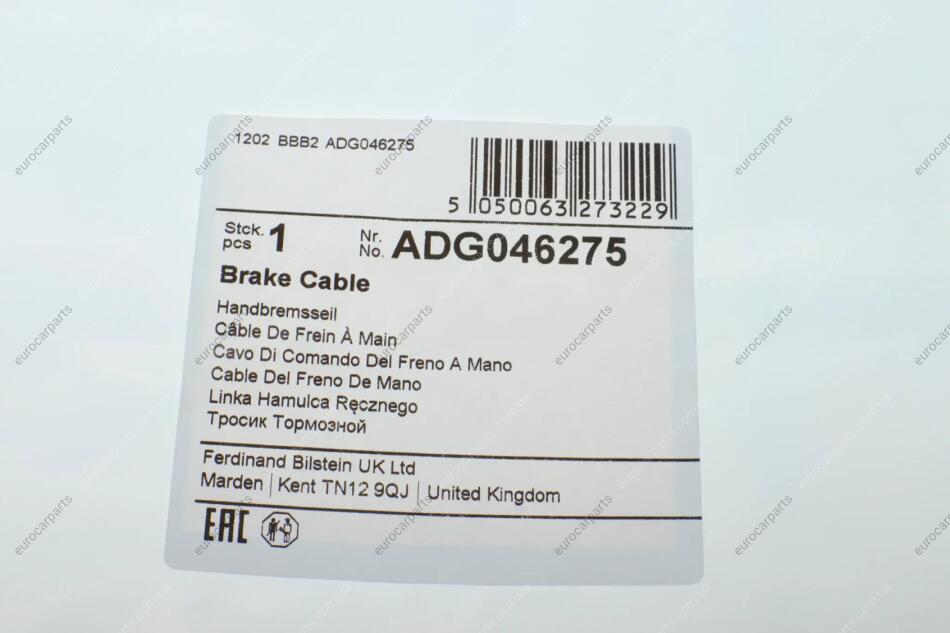 1202 BBB2 ADG046275
5 050063 273229
Stck. pcs 1 Nr. No. ADG046275
Brake Cable
Handbremsseil
Câble De Frein À Main
Cavo Di Comando Del Freno A Mano
Cable Del Freno De Mano
Linka Hamulca Ręcznego
Тросик Тормозной
Ferdinand Bilstein UK Ltd
Marden | Kent TN12 9QJ | United Kingdom
EAC
eurocarparts